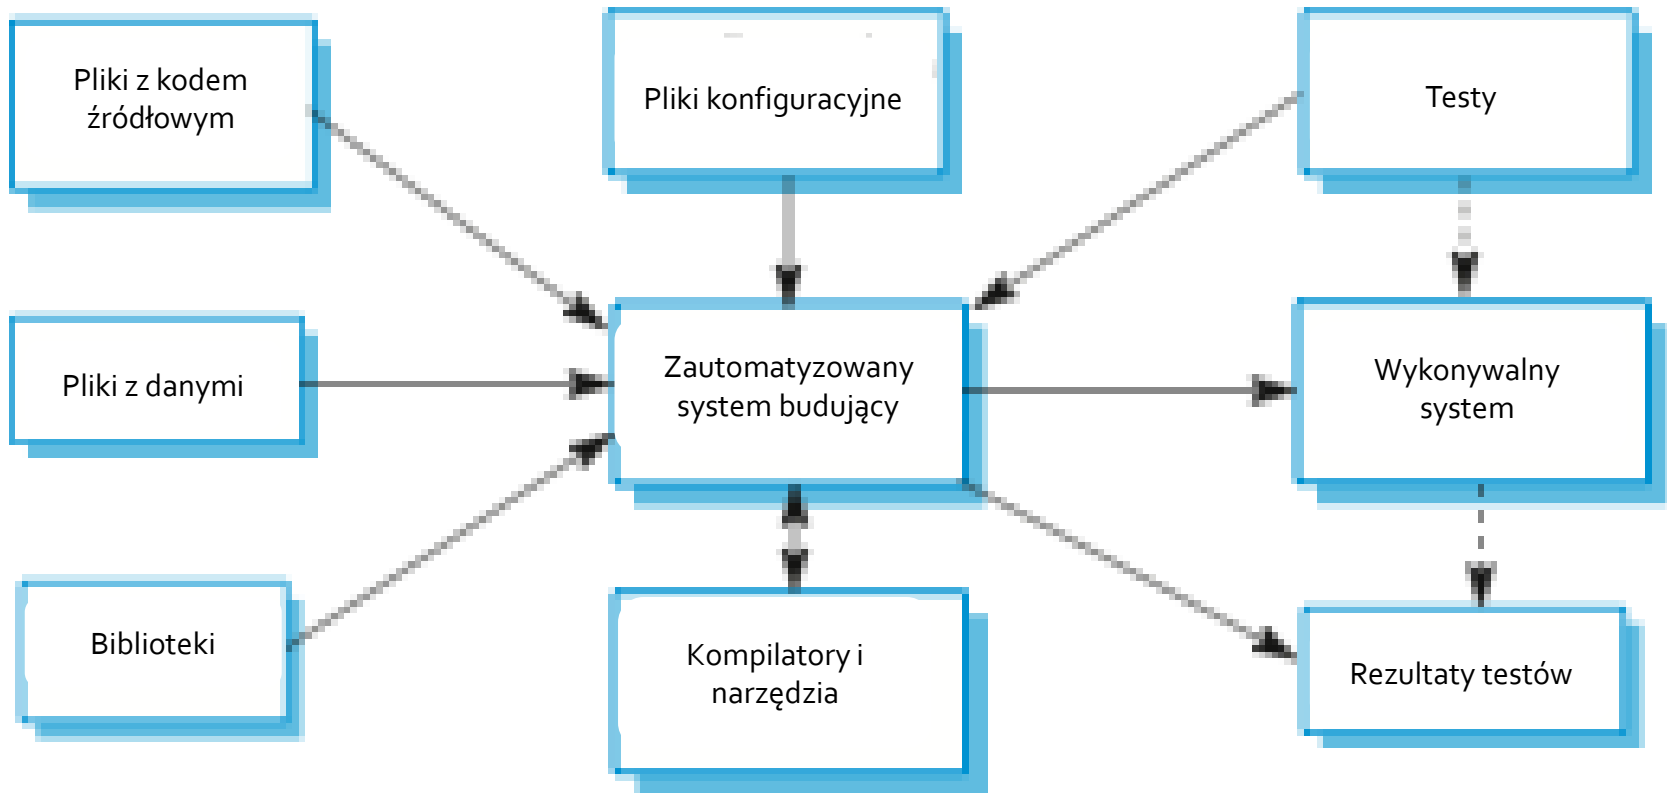 Pliki z kodem
źródłowym
Pliki konfiguracyjne
Testy
Pliki z danymi
Zautomatyzowany
system budujący
Wykonywalny
system
Biblioteki
Kompilatory i
narzędzia
Rezultaty testów